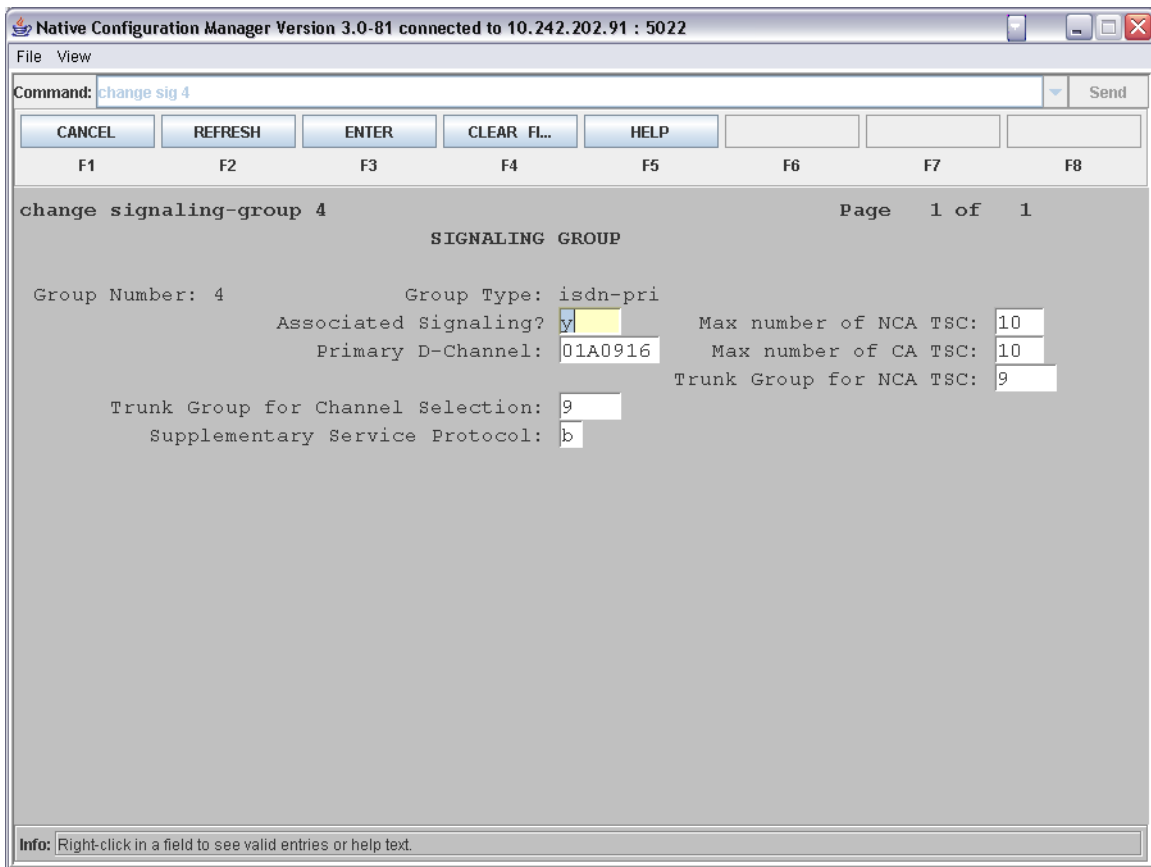 Native Configuration Manager Version 3.0-81 connected to 10.242.202.91 : 5022
File View
Command: change sig 4 Send
CANCEL REFRESH ENTER CLEAR FI... HELP
F1 F2 F3 F4 F5 F6 F7 F8
change signaling-group 4 Page 1 of 1
SIGNALING GROUP
Group Number: 4 Group Type: isdn-pri
Associated Signaling? y Max number of NCA TSC: 10
Primary D-Channel: 01A0916 Max number of CA TSC: 10
Trunk Group for NCA TSC: 9
Trunk Group for Channel Selection: 9
Supplementary Service Protocol: b
Info: Right-click in a field to see valid entries or help text.